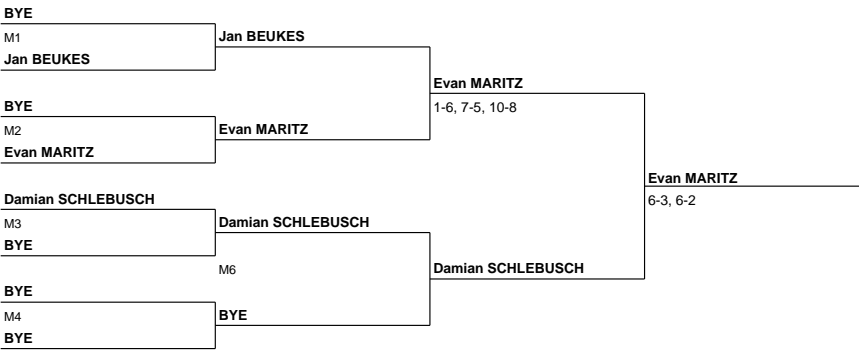 BYE
M1
Jan BEUKES
BYE
M2
Evan MARITZ
Damian SCHLEBUSCH
M3
BYE
BYE
M4
BYE
Jan BEUKES
Evan MARITZ
Damian SCHLEBUSCH
M6
BYE
Evan MARITZ
1-6, 7-5, 10-8
Damian SCHLEBUSCH
Evan MARITZ
6-3, 6-2